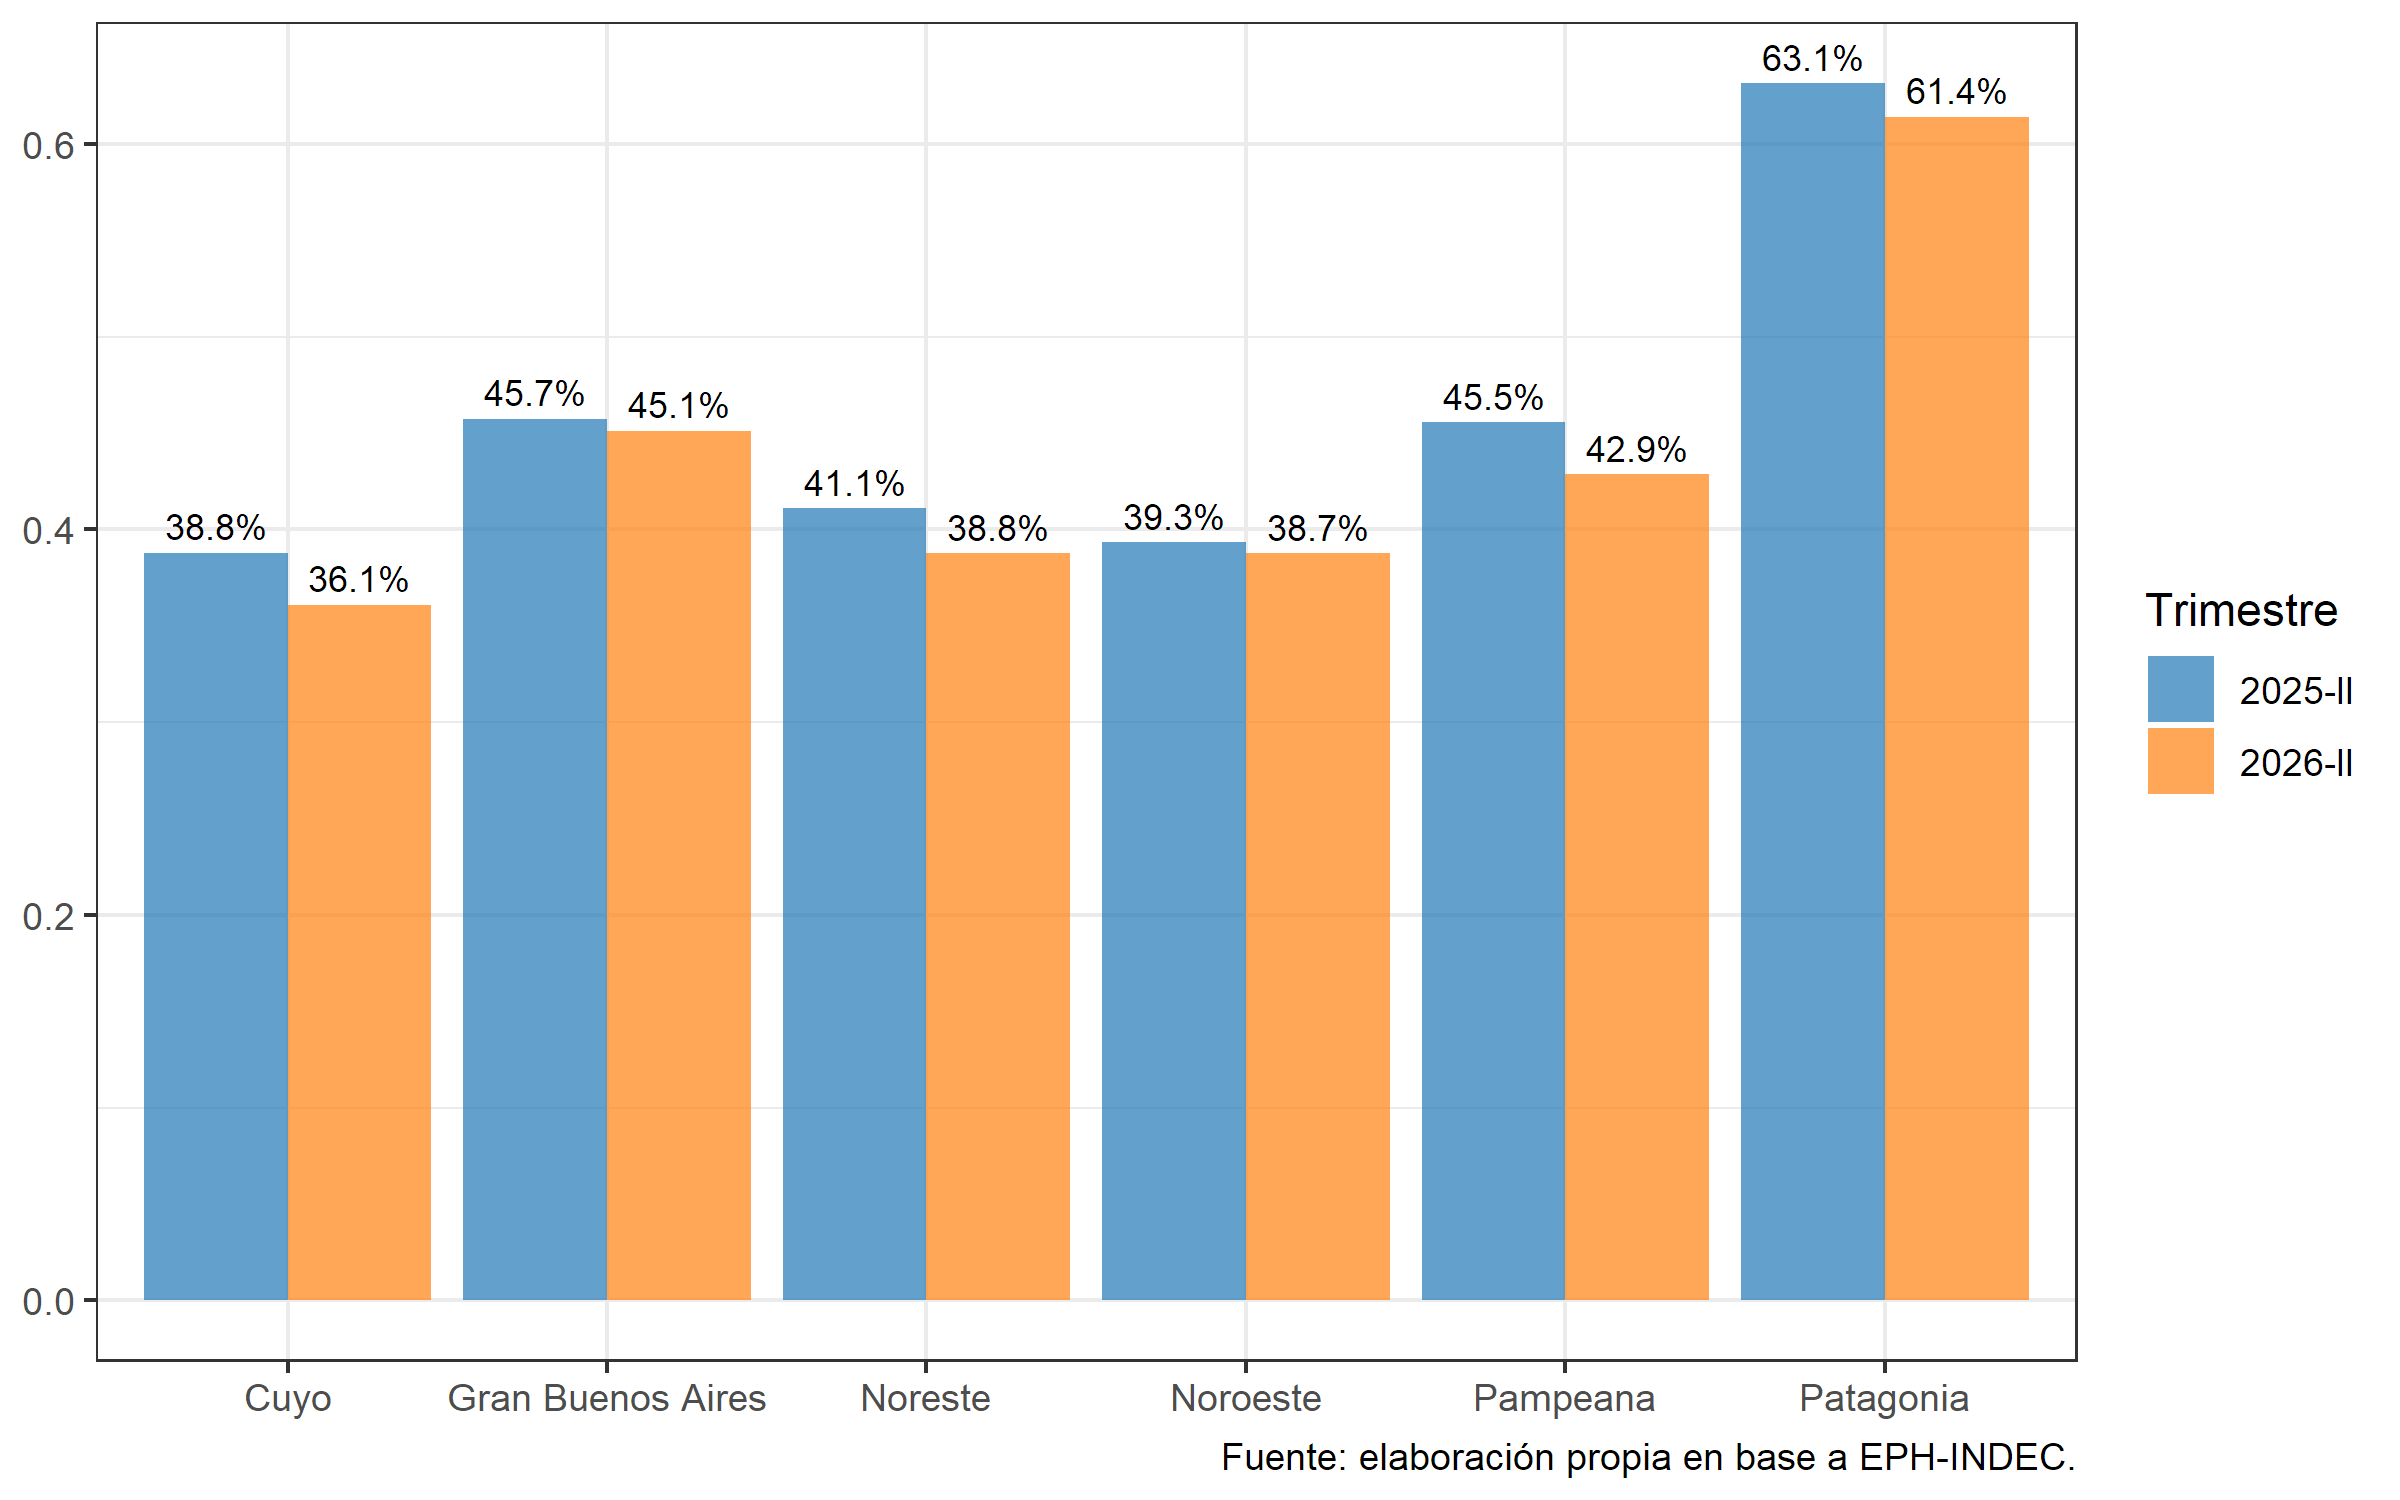 63.1%
61.4%
0.6
45.7%
45.1%
45.5%
42.9%
41.1%
38.8%
39.3%
38.7%
0.4
38.8%
36.1%
0.2
0.0
Trimestre
2025-II
2026-II
Cuyo
Gran Buenos Aires
Noreste
Noroeste
Pampeana
Patagonia
Fuente: elaboración propia en base a EPH-INDEC.